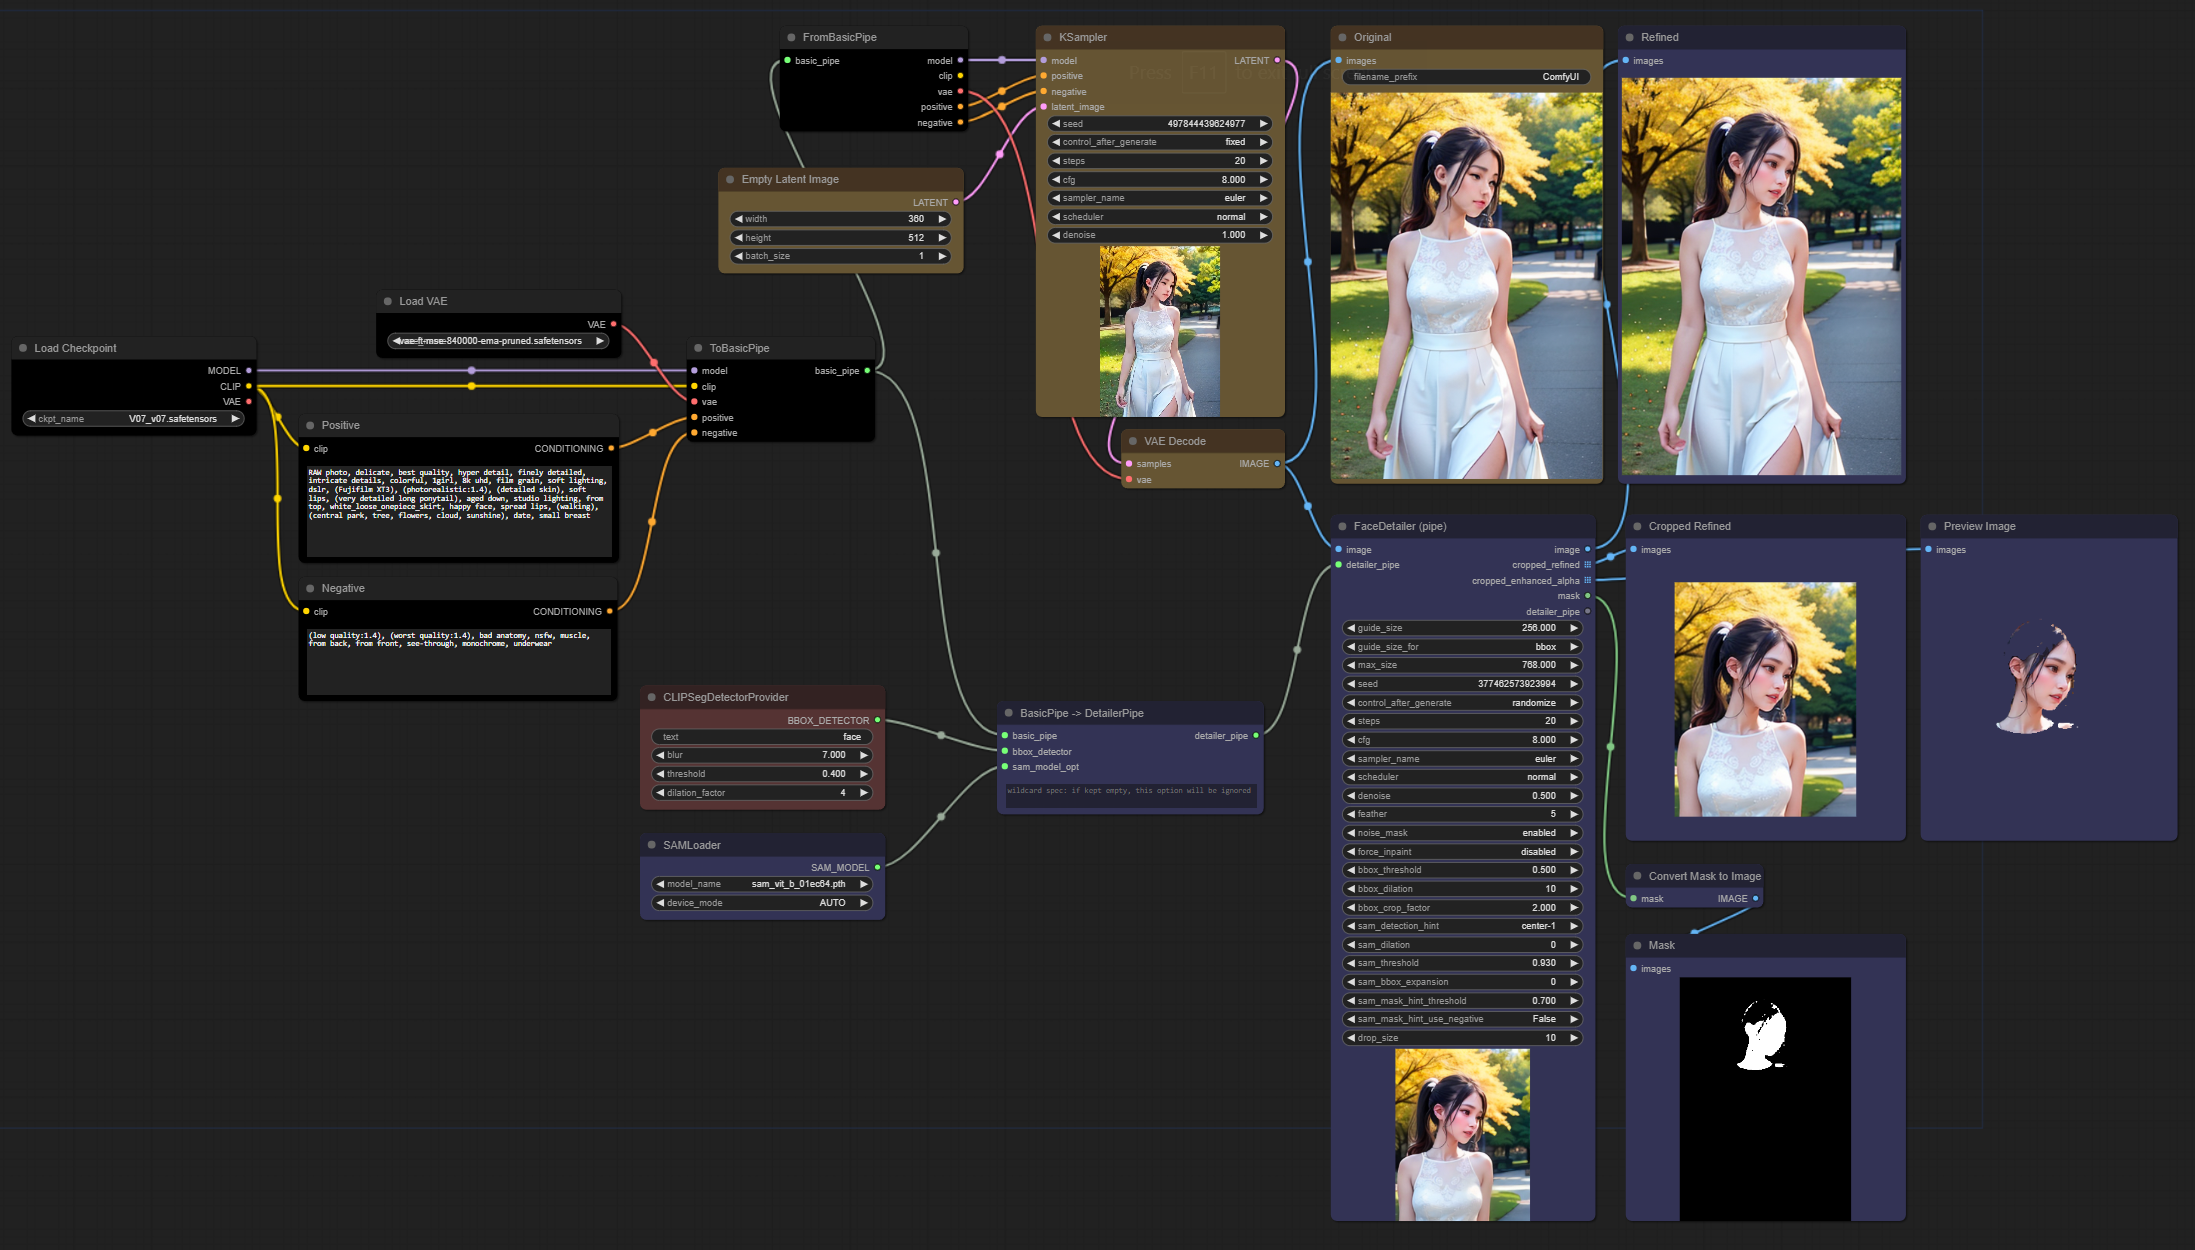 FromBasicPipe
basic_pipe
model
clip
vae
positive
negative
KSampler
model
LATENT
positive
negative
latent_image
Press F11 to
seed 497844439624977
control_after_generate fixed
steps 20
cfg 8.000
sampler_name euler
scheduler normal
denoise 1.000
Original
images
filename_prefix ComfyUI
Refined
images
Empty Latent Image
LATENT
width 360
height 512
batch_size 1
Load VAE
VAE
vae-ft-mse-840000-ema-pruned.safetensors
Load Checkpoint
MODEL
CLIP
VAE
ckpt_name V07_v07.safetensors
ToBasicPipe
model basic_pipe
clip
vae
positive
negative
Positive
clip CONDITIONING
RAW photo, delicate, best quality, hyper detail, finely detailed,
intricate details, colorful, 1girl, 8k uhd, film grain, soft lighting,
dslr, (Fujifilm XT3), (photorealistic:1.4), (detailed skin), soft
lips, (very detailed long ponytail), aged down, studio lighting, from
top, white_loose_onepiece_skirt, happy face, spread lips, (walking),
(central park, tree, flowers, cloud, sunshine), date, small breast
Negative
clip CONDITIONING
(low quality:1.4), (worst quality:1.4), bad anatomy, nsfw, muscle,
from back, from front, see-through, monochrome, underwear
VAE Decode
samples IMAGE
vae
CLIPSegDetectorProvider
BBOX_DETECTOR
text face
blur 7.000
threshold 0.400
dilation_factor 4
SAMLoader
SAM_MODEL
model_name sam_vit_b_01ec64.pth
device_mode AUTO
BasicPipe -> DetailerPipe
basic_pipe detailer_pipe
bbox_detector
sam_model_opt
wildcard spec: if kept empty, this option will be ignored
FaceDetailer (pipe)
image image
detailer_pipe cropped_refined
cropped_enhanced_alpha
mask
detailer_pipe
guide_size 256.000
guide_size_for bbox
max_size 768.000
seed 377462573923994
control_after_generate randomize
steps 20
cfg 8.000
sampler_name euler
scheduler normal
denoise 0.500
feather 5
noise_mask enabled
force_inpaint disabled
bbox_threshold 0.500
bbox_dilation 10
bbox_crop_factor 2.000
sam_detection_hint center-1
sam_dilation 0
sam_threshold 0.930
sam_bbox_expansion 0
sam_mask_hint_threshold 0.700
sam_mask_hint_use_negative False
drop_size 10
Cropped Refined
images
Preview Image
images
Convert Mask to Image
mask IMAGE
Mask
images